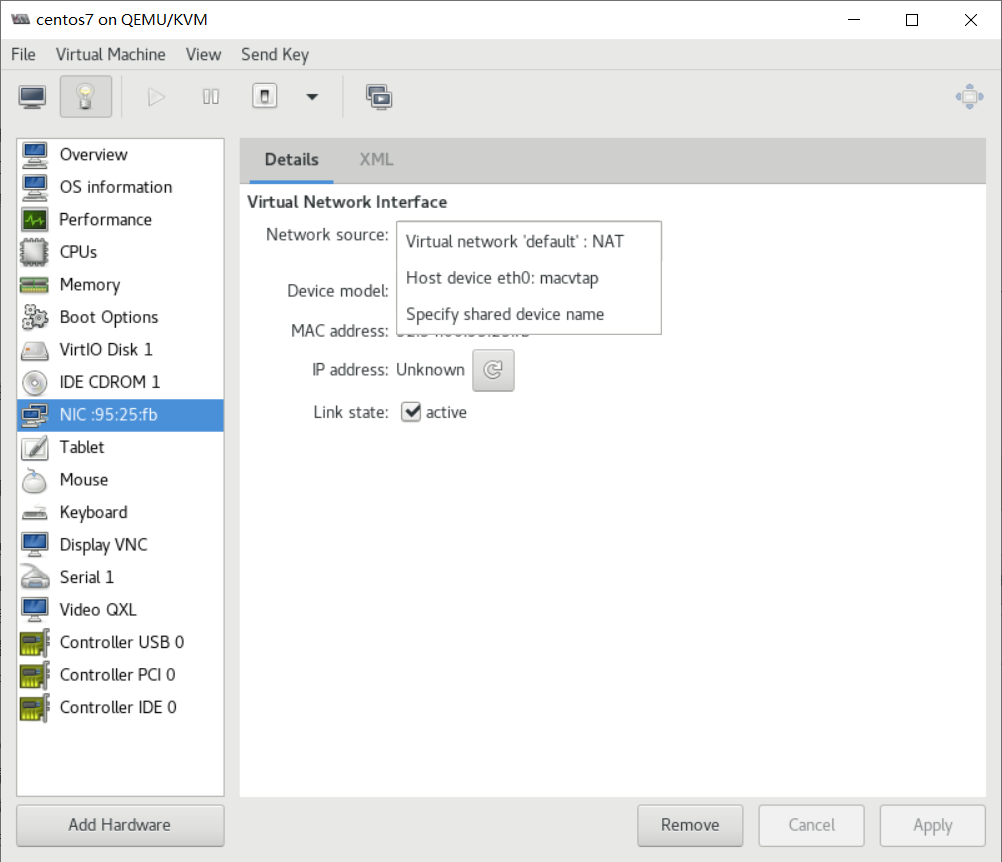 centos7 on QEMU/KVM
File Virtual Machine View Send Key
Overview
OS information
Performance
CPUs
Memory
Boot Options
VirtIO Disk 1
IDE CDROM 1
NIC :95:25:fb
Tablet
Mouse
Keyboard
Display VNC
Serial 1
Video QXL
Controller USB 0
Controller PCI 0
Controller IDE 0
Add Hardware
Details XML
Virtual Network Interface
Network source:
Virtual network 'default' : NAT
Host device eth0: macvtap
Specify shared device name
Device model:
MAC address:
IP address: Unknown
Link state: active
Remove Cancel Apply